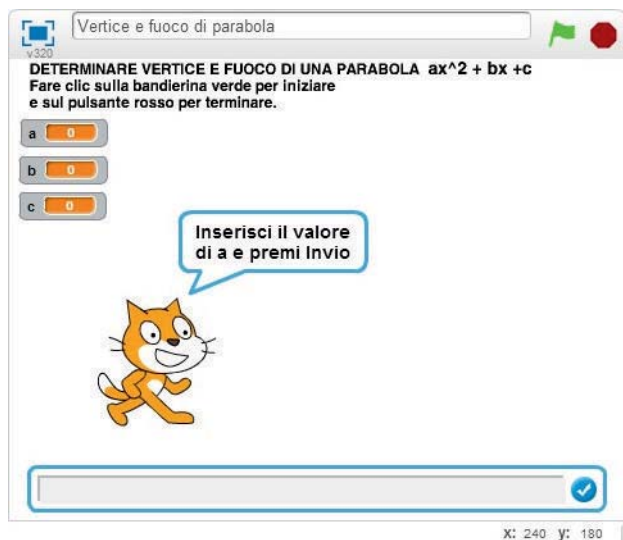 Vertice e fuoco di parabola
v320
DETERMINARE VERTICE E FUOCO DI UNA PARABOLA ax^2 + bx +c
Fare clic sulla bandierina verde per iniziare
e sul pulsante rosso per terminare.
a 0
b 0
c 0
Inserisci il valore
di a e premi Invio
x: 240 y: 180